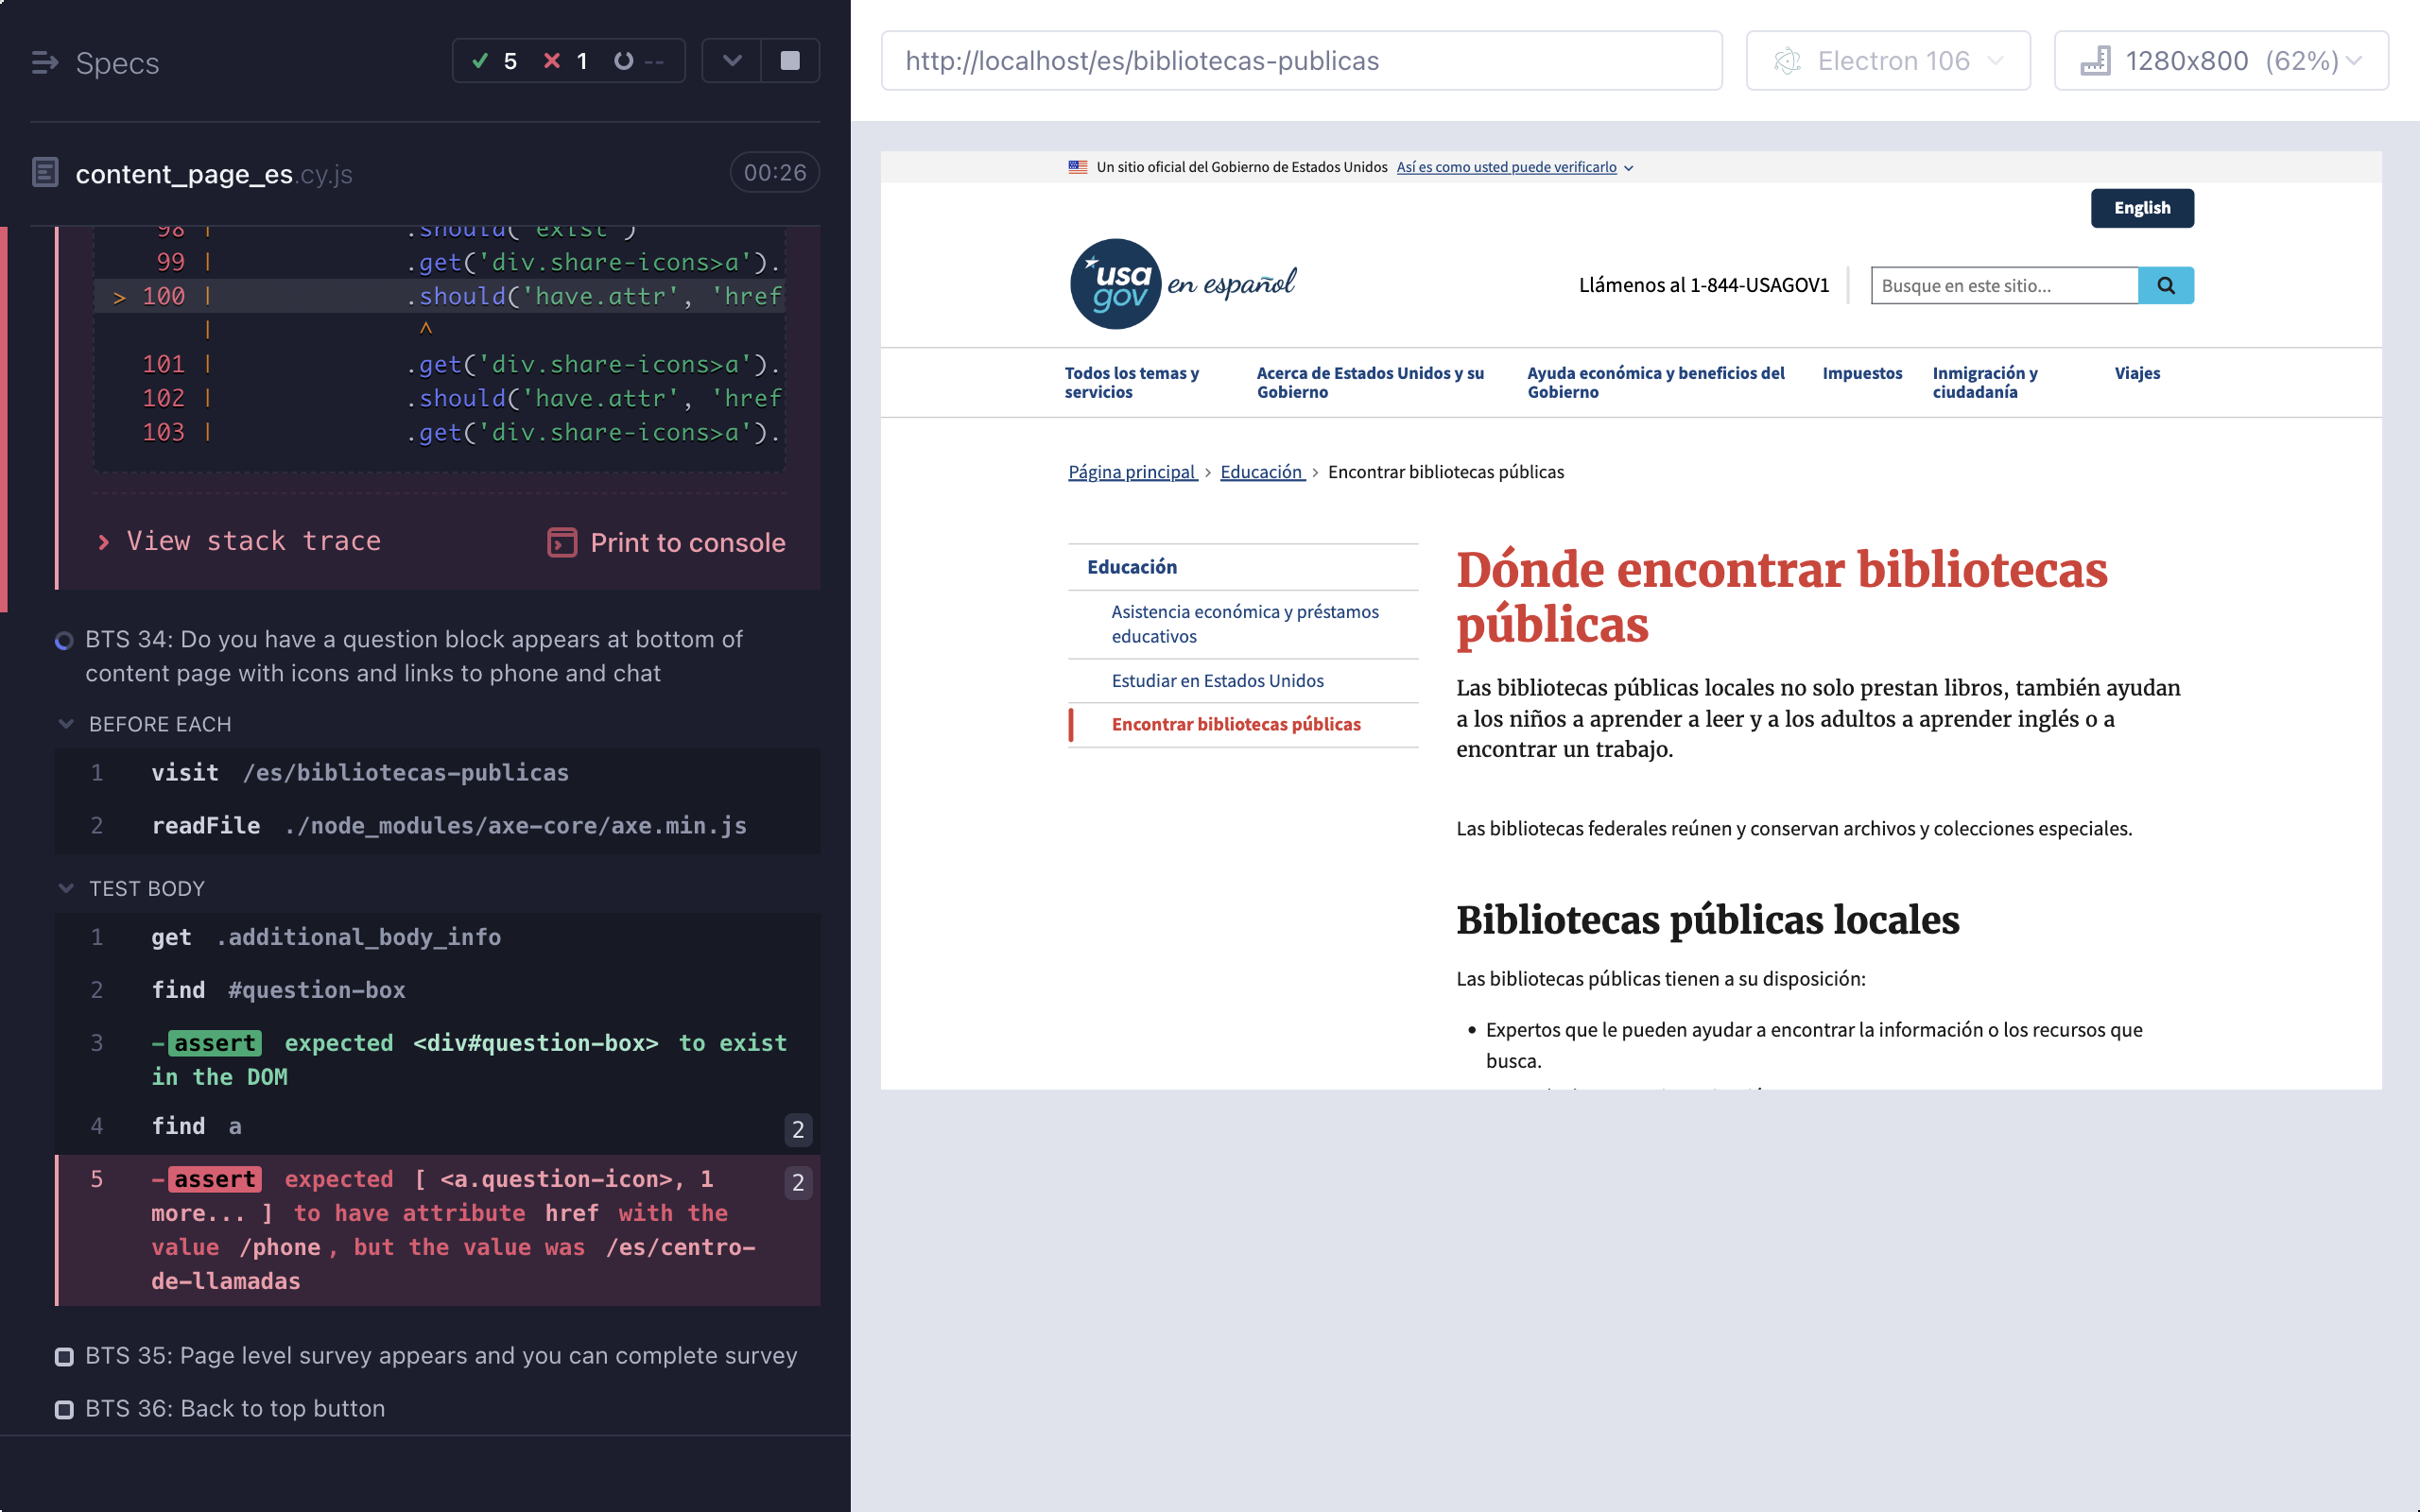 Specs
5 1 --
content_page_es.cy.js
00:26
98 | .should('exist')
99 | .get('div.share-icons>a').
> 100 | .should('have.attr', 'href
| ^
101 | .get('div.share-icons>a').
102 | .should('have.attr', 'href
103 | .get('div.share-icons>a').
> View stack trace
Print to console
BTS 34: Do you have a question block appears at bottom of
content page with icons and links to phone and chat
BEFORE EACH
1 visit /es/bibliotecas-publicas
2 readFile ./node_modules/axe-core/axe.min.js
TEST BODY
1 get .additional_body_info
2 find #question-box
3 -assert expected <div#question-box> to exist
in the DOM
4 find a 2
5 -assert expected [ <a.question-icon>, 1 2
more... ] to have attribute href with the
value /phone, but the value was /es/centro-
de-llamadas
BTS 35: Page level survey appears and you can complete survey
BTS 36: Back to top button
http://localhost/es/bibliotecas-publicas
Electron 106
1280x800 (62%)
Un sitio oficial del Gobierno de Estados Unidos Así es como usted puede verificarlo
English
usa
gov
en español
Llámenos al 1-844-USAGOV1
Busque en este sitio...
Todos los temas y
servicios
Acerca de Estados Unidos y su
Gobierno
Ayuda económica y beneficios del
Gobierno
Impuestos
Inmigración y
ciudadanía
Viajes
Página principal > Educación > Encontrar bibliotecas públicas
Educación
Asistencia económica y préstamos
educativos
Estudiar en Estados Unidos
Encontrar bibliotecas públicas
Dónde encontrar bibliotecas
públicas
Las bibliotecas públicas locales no solo prestan libros, también ayudan
a los niños a aprender a leer y a los adultos a aprender inglés o a
encontrar un trabajo.
Las bibliotecas federales reúnen y conservan archivos y colecciones especiales.
Bibliotecas públicas locales
Las bibliotecas públicas tienen a su disposición:
• Expertos que le pueden ayudar a encontrar la información o los recursos que
busca.